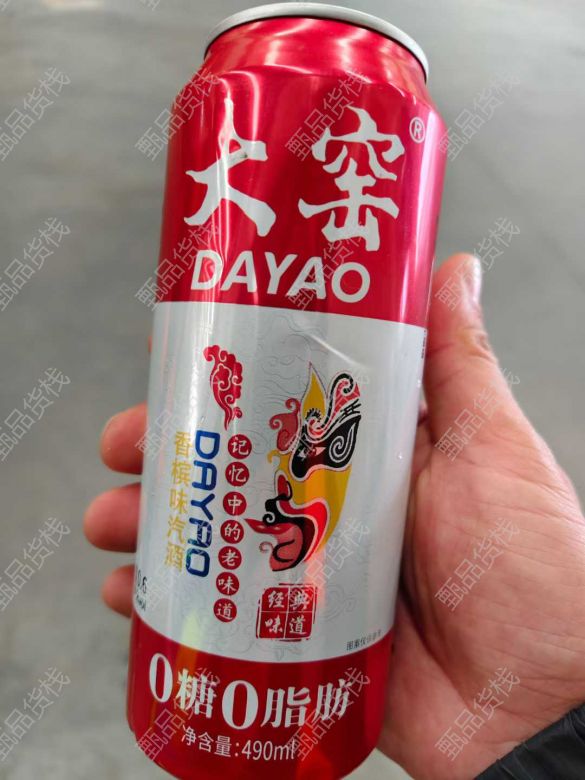 大窑®
DAYAO
记忆中的老味道
DAYAO
香槟味汽酒
经典
味道
0糖0脂肪
净含量:490ml
甄品货栈